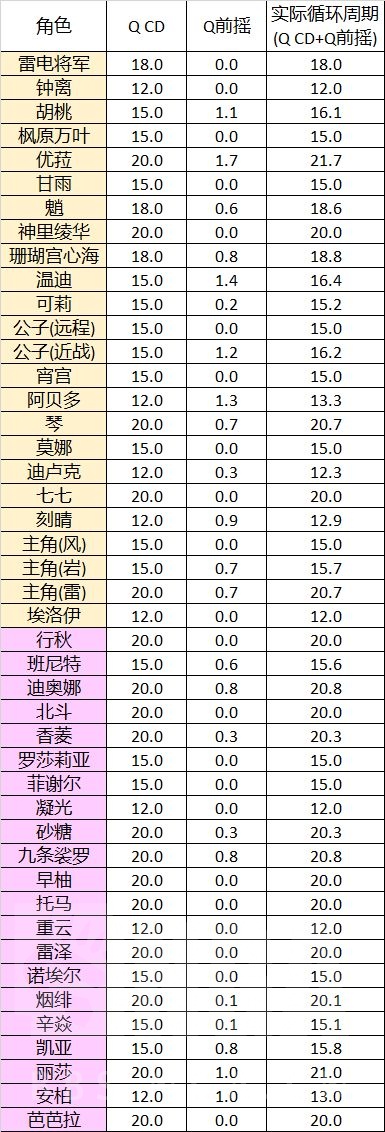 角色 Q CD Q前摇 实际循环周期
(Q CD+Q前摇)
雷电将军 18.0 0.0 18.0
钟离 12.0 0.0 12.0
胡桃 15.0 1.1 16.1
枫原万叶 15.0 0.0 15.0
优菈 20.0 1.7 21.7
甘雨 15.0 0.0 15.0
魈 18.0 0.6 18.6
神里绫华 20.0 0.0 20.0
珊瑚宫心海 18.0 0.8 18.8
温迪 15.0 1.4 16.4
可莉 15.0 0.2 15.2
公子(远程) 15.0 0.0 15.0
公子(近战) 15.0 1.2 16.2
宵宫 15.0 0.0 15.0
阿贝多 12.0 1.3 13.3
琴 20.0 0.7 20.7
莫娜 15.0 0.0 15.0
迪卢克 12.0 0.3 12.3
七七 20.0 0.0 20.0
刻晴 12.0 0.9 12.9
主角(风) 15.0 0.0 15.0
主角(岩) 15.0 0.7 15.7
主角(雷) 20.0 0.7 20.7
埃洛伊 12.0 0.0 12.0
行秋 20.0 0.0 20.0
班尼特 15.0 0.6 15.6
迪奥娜 20.0 0.8 20.8
北斗 20.0 0.0 20.0
香菱 20.0 0.3 20.3
罗莎莉亚 15.0 0.0 15.0
菲谢尔 15.0 0.0 15.0
凝光 12.0 0.0 12.0
砂糖 20.0 0.3 20.3
九条裟罗 20.0 0.8 20.8
早柚 20.0 0.0 20.0
托马 20.0 0.0 20.0
重云 12.0 0.0 12.0
雷泽 20.0 0.0 20.0
诺埃尔 15.0 0.0 15.0
烟绯 20.0 0.1 20.1
辛焱 15.0 0.1 15.1
凯亚 15.0 0.8 15.8
丽莎 20.0 1.0 21.0
安柏 12.0 1.0 13.0
芭芭拉 20.0 0.0 20.0